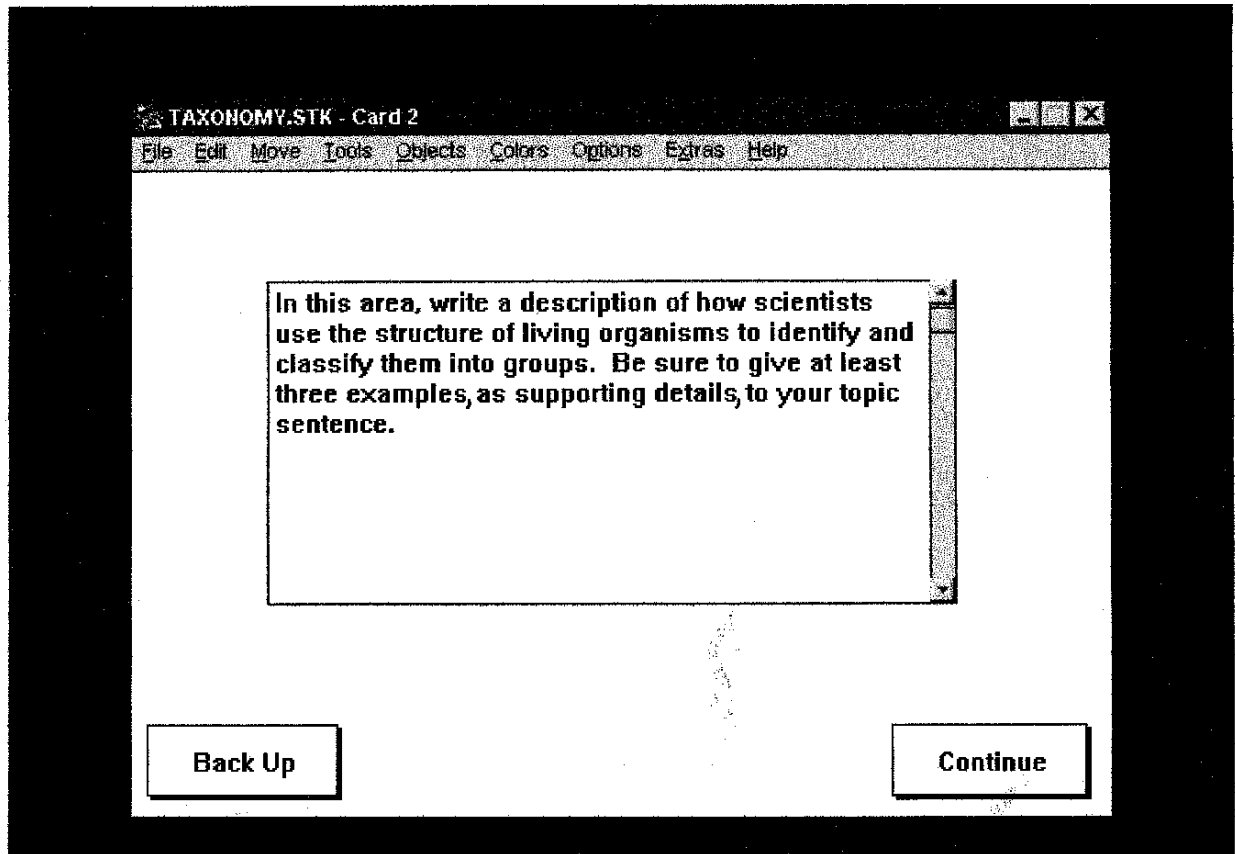 TAXONOMY.STK - Card 2
File Edit Move Tools Objects Colors Options Extras Help
In this area, write a description of how scientists
use the structure of living organisms to identify and
classify them into groups.  Be sure to give at least
three examples, as supporting details, to your topic
sentence.
Back Up
Continue